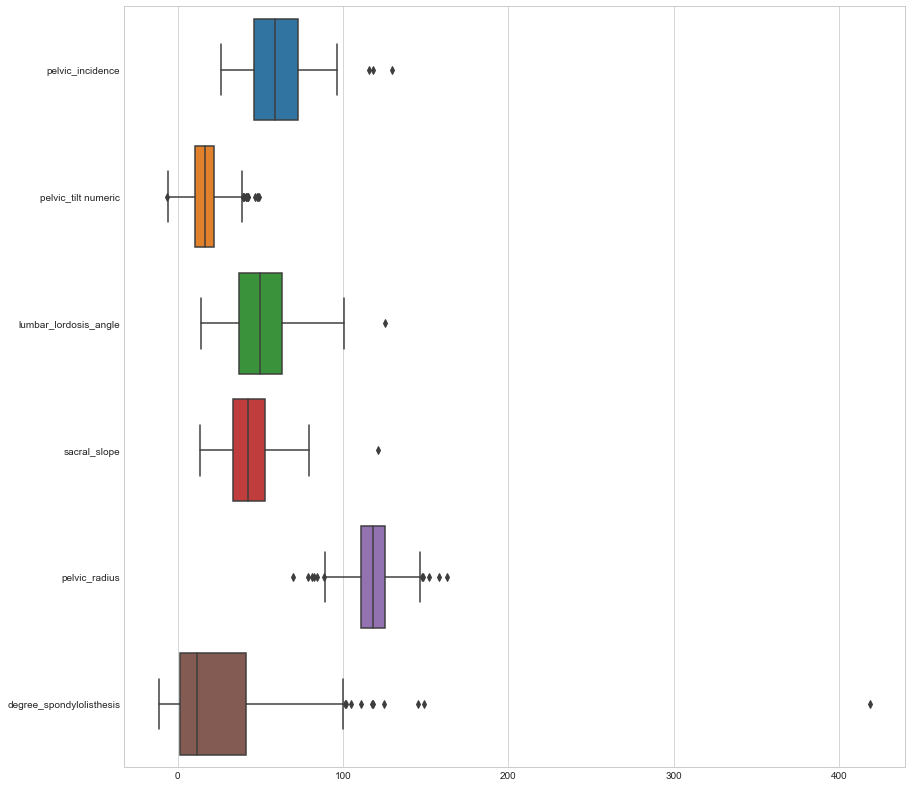 pelvic_incidence
pelvic_tilt numeric
lumbar_lordosis_angle
sacral_slope
pelvic_radius
degree_spondylolisthesis
0 100 200 300 400